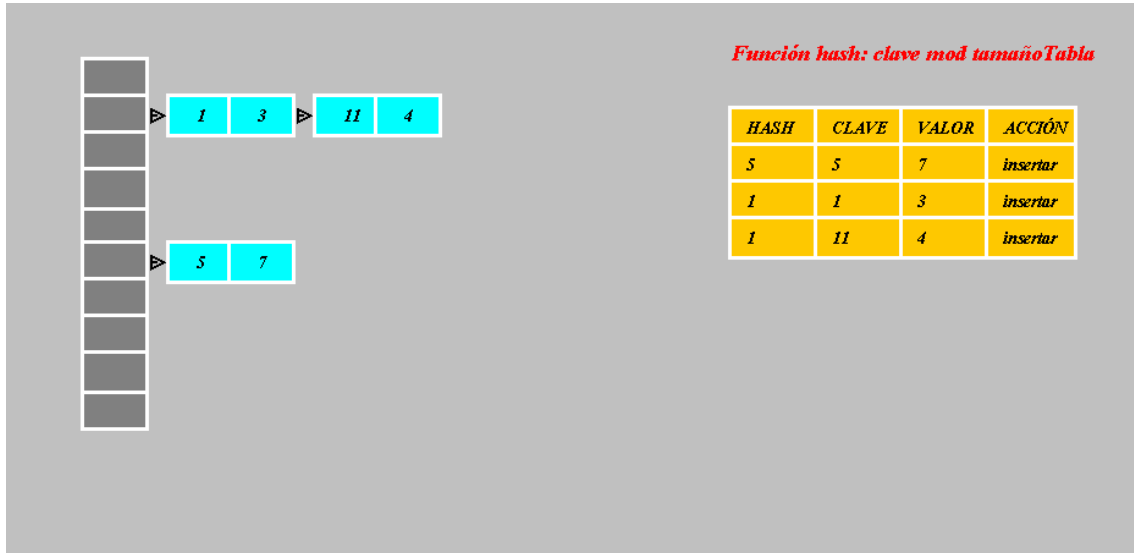 Función hash: clave mod tamañoTabla
1 3 11 4
5 7
HASH CLAVE VALOR ACCIÓN
5 5 7 insertar
1 1 3 insertar
1 11 4 insertar